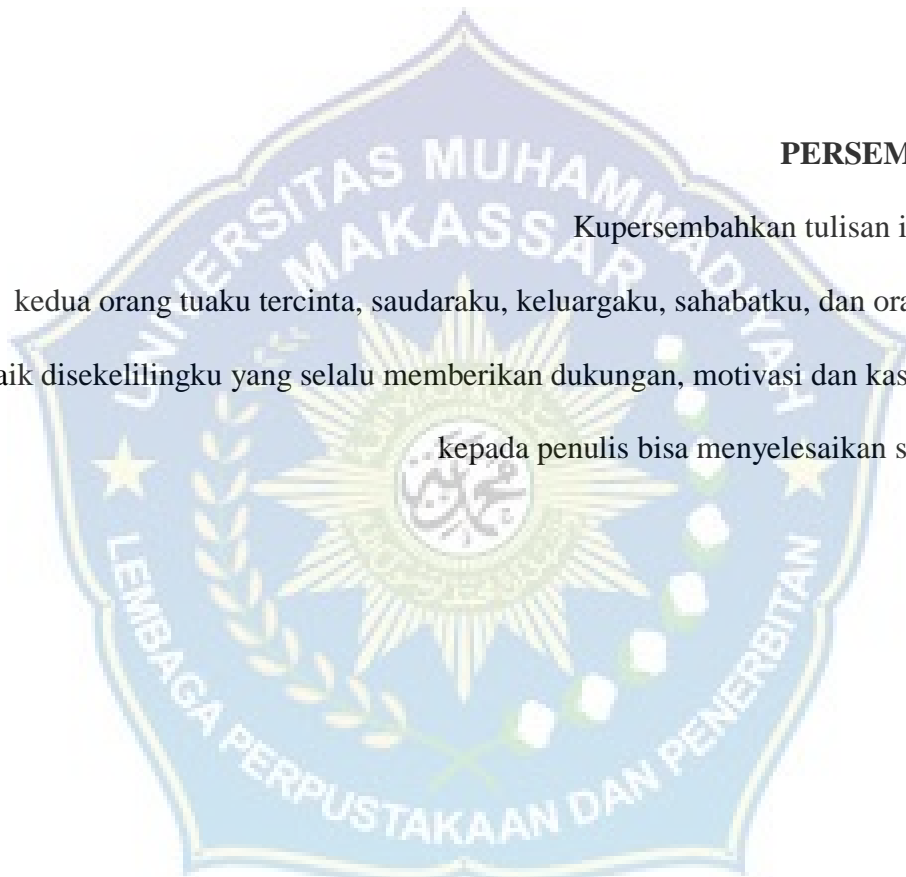 UNIVERSITAS MUHAMMADIYAH
MAKASSAR
PERSEM
Kupersembahkan tulisan i
kedua orang tuaku tercinta, saudaraku, keluargaku, sahabatku, dan ora
aik disekelilingku yang selalu memberikan dukungan, motivasi dan kas
kepada penulis bisa menyelesaikan s
LEMBAGA PERPUSTAKAAN DAN PENERBITAN